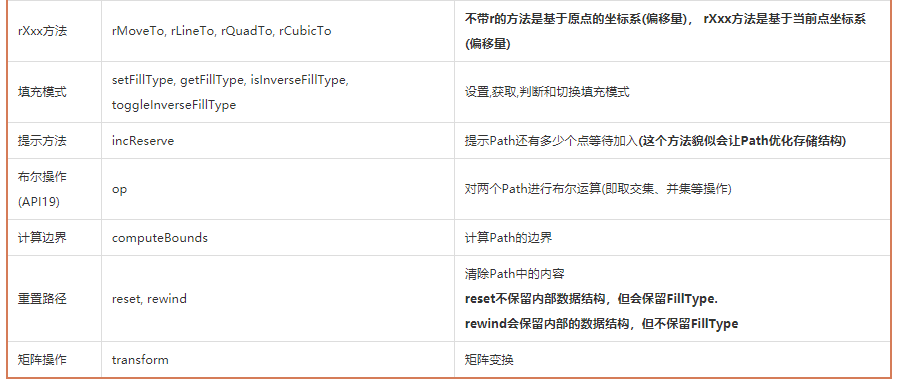 rXxx方法 rMoveTo, rLineTo, rQuadTo, rCubicTo 不带r的方法是基于原点的坐标系(偏移量)， rXxx方法是基于当前点坐标系
(偏移量)
填充模式 setFillType, getFillType, isInverseFillType,
toggleInverseFillType 设置,获取,判断和切换填充模式
提示方法 incReserve 提示Path还有多少个点等待加入(这个方法貌似会让Path优化存储结构)
布尔操作
(API19) op 对两个Path进行布尔运算(即取交集、并集等操作)
计算边界 computeBounds 计算Path的边界
重置路径 reset, rewind 清除Path中的内容
reset不保留内部数据结构，但会保留FillType.
rewind会保留内部的数据结构，但不保留FillType
矩阵操作 transform 矩阵变换